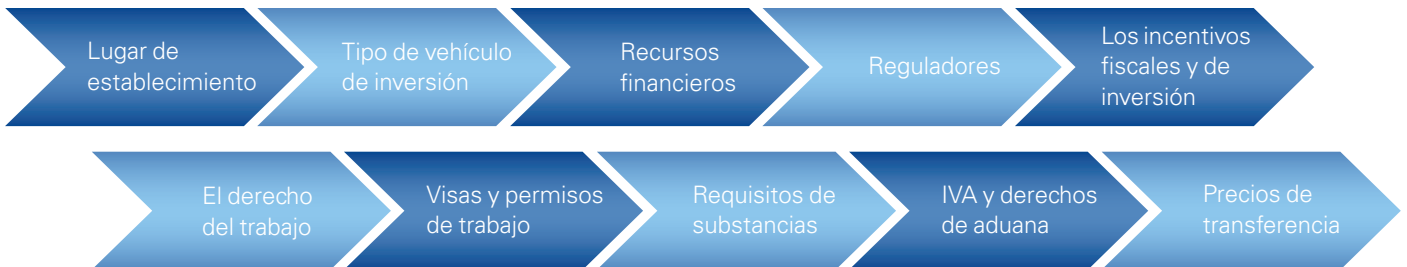 Lugar de
establecimiento
Tipo de vehículo
de inversión
Recursos
financieros
Reguladores
Los incentivos
fiscales y de
inversión
El derecho
del trabajo
Visas y permisos
de trabajo
Requisitos de
substancias
IVA y derechos
de aduana
Precios de
transferencia